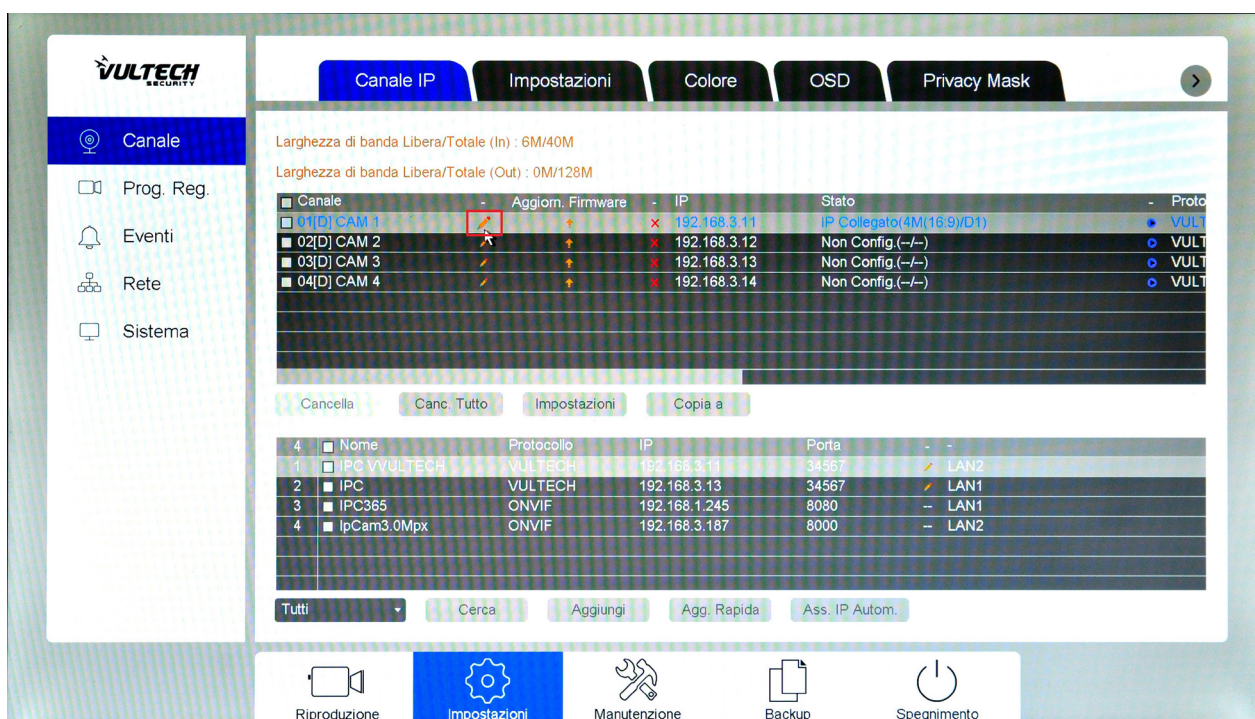 VULTECH
SECURITY
Canale IP
Impostazioni
Colore
OSD
Privacy Mask
Canale
Prog. Reg.
Eventi
Rete
Sistema
Larghezza di banda Libera/Totale (In) : 6M/40M
Larghezza di banda Libera/Totale (Out) : 0M/128M
Canale - Aggiorn. Firmware - IP Stato - Proto
01[D] CAM 1 192.168.3.11 IP Collegato(4M(16:9)/D1) VULT
02[D] CAM 2 192.168.3.12 Non Config.(--/--) VULT
03[D] CAM 3 192.168.3.13 Non Config.(--/--) VULT
04[D] CAM 4 192.168.3.14 Non Config.(--/--) VULT
Cancella Canc. Tutto Impostazioni Copia a
4 Nome Protocollo IP Porta - -
1 IPC VVULTECH VULTECH 192.168.3.11 34567 LAN2
2 IPC VULTECH 192.168.3.13 34567 LAN1
3 IPC365 ONVIF 192.168.1.245 8080 -- LAN1
4 IpCam3.0Mpx ONVIF 192.168.3.187 8000 -- LAN2
Tutti Cerca Aggiungi Agg. Rapida Ass. IP Autom.
Riproduzione Impostazioni Manutenzione Backup Spegnimento